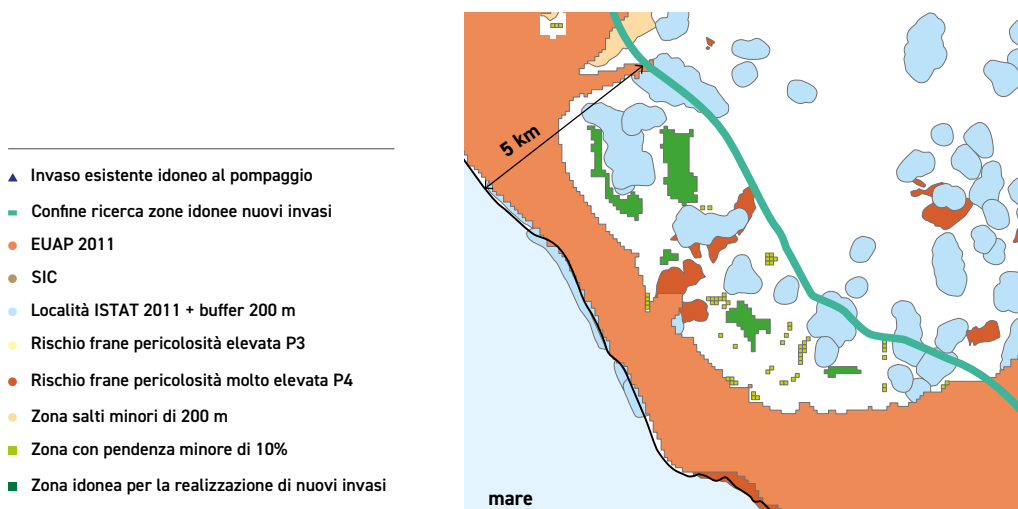 Invaso esistente idoneo al pompaggio
Confine ricerca zone idonee nuovi invasi
EUAP 2011
SIC
Località ISTAT 2011 + buffer 200 m
Rischio frane pericolosità elevata P3
Rischio frane pericolosità molto elevata P4
Zona salti minori di 200 m
Zona con pendenza minore di 10%
Zona idonea per la realizzazione di nuovi invasi
5 km
mare